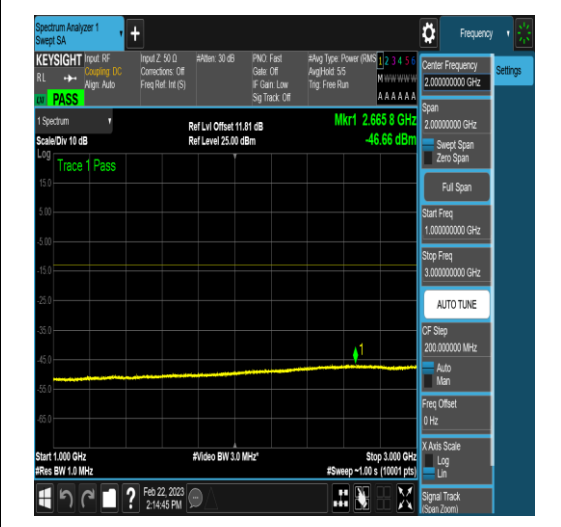 Spectrum Analyzer 1
Swept SA
+
Frequency
KEYSIGHT
RL
PASS
Input: RF
Coupling: DC
Align: Auto
Input Z: 50 Ω
Corrections: Off
Freq Ref: Int (S)
#Atten: 30 dB
PNO: Fast
Gate: Off
IF Gain: Low
Sig Track: Off
#Avg Type: Power (RMS
Avg|Hold: 5/5
Trig: Free Run
1 2 3 4 5 6
M W W W W W
A A A A A A
Center Frequency
2.000000000 GHz
Settings
Span
2.00000000 GHz
Swept Span
Zero Span
Full Span
Start Freq
1.000000000 GHz
Stop Freq
3.000000000 GHz
AUTO TUNE
CF Step
200.000000 MHz
Auto
Man
Freq Offset
0 Hz
X Axis Scale
Log
Lin
Signal Track
(Span Zoom)
1 Spectrum
Scale/Div 10 dB
Ref Lvl Offset 11.81 dB
Ref Level 25.00 dBm
Mkr1 2.665 8 GHz
-46.66 dBm
Log
Trace 1 Pass
15.0
5.00
-5.00
-15.0
-25.0
-35.0
-45.0
-55.0
-65.0
1
Start 1.000 GHz
#Res BW 1.0 MHz
#Video BW 3.0 MHz*
Stop 3.000 GHz
#Sweep ~1.00 s (10001 pts)
?
Feb 22, 2023
2:14:45 PM